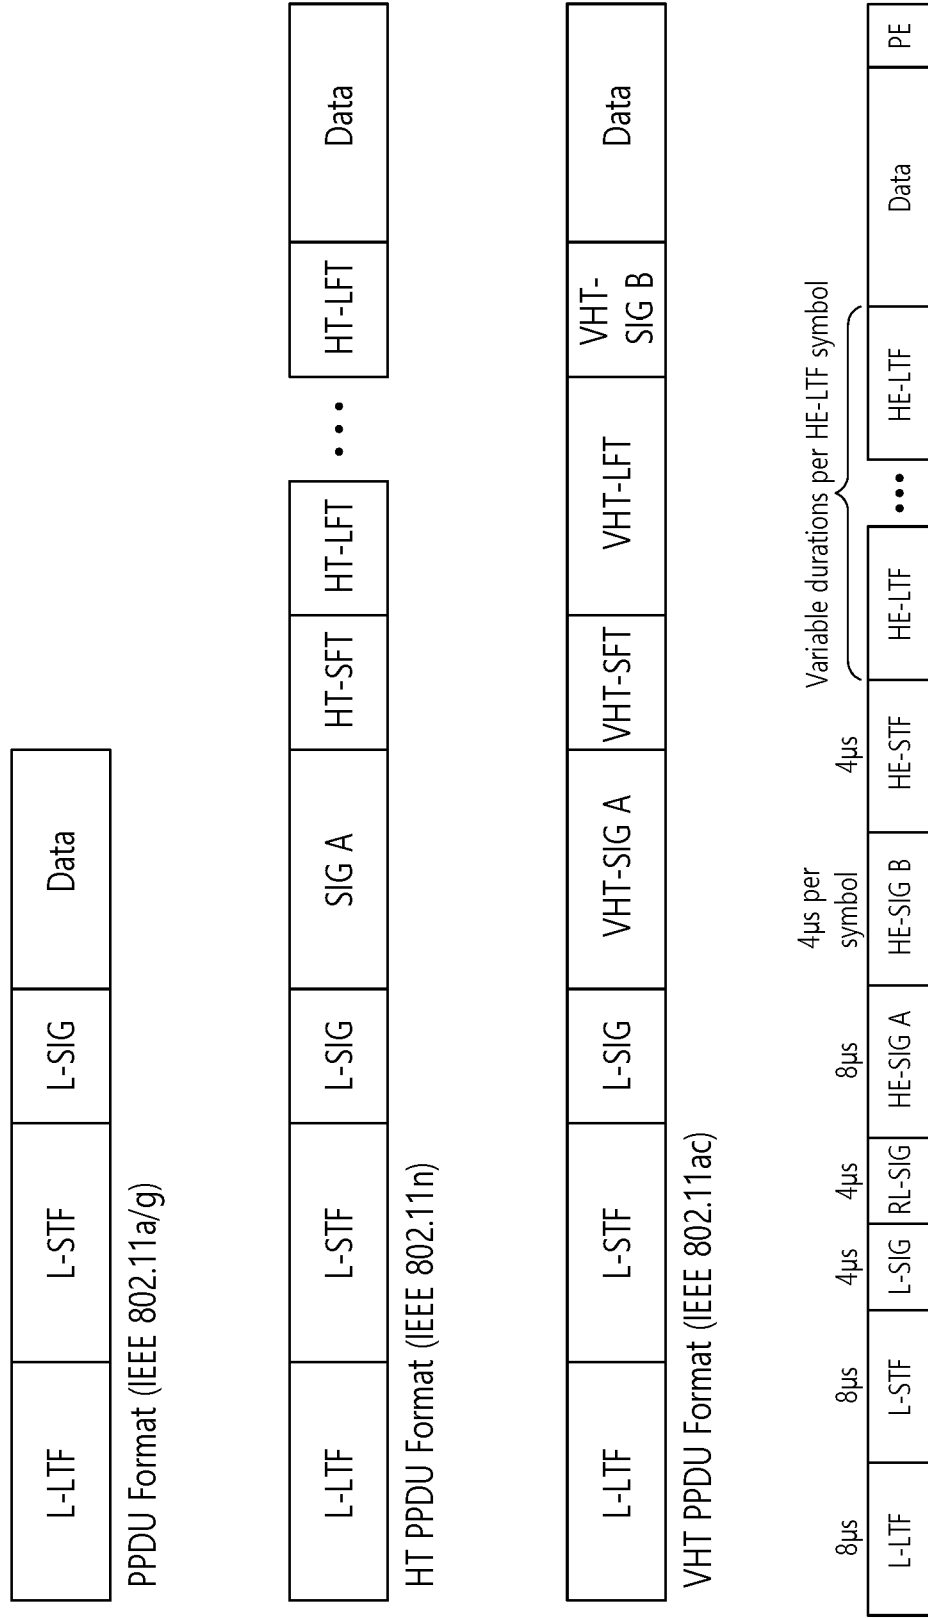 L-LTF
L-STF
L-SIG
Data
PPDU Format (IEEE 802.11a/g)
L-LTF
L-STF
L-SIG
SIG A
HT-SFT
HT-LFT
•••
HT-LFT
Data
HT PPDU Format (IEEE 802.11n)
L-LTF
L-STF
L-SIG
VHT-SIG A
VHT-SFT
VHT-LFT
VHT-
SIG B
Data
VHT PPDU Format (IEEE 802.11ac)
8µs
8µs
4µs
4µs
8µs
4µs per
symbol
4µs
Variable durations per HE-LTF symbol
L-LTF
L-STF
L-SIG
RL-SIG
HE-SIG A
HE-SIG B
HE-STF
HE-LTF
•••
HE-LTF
Data
PE